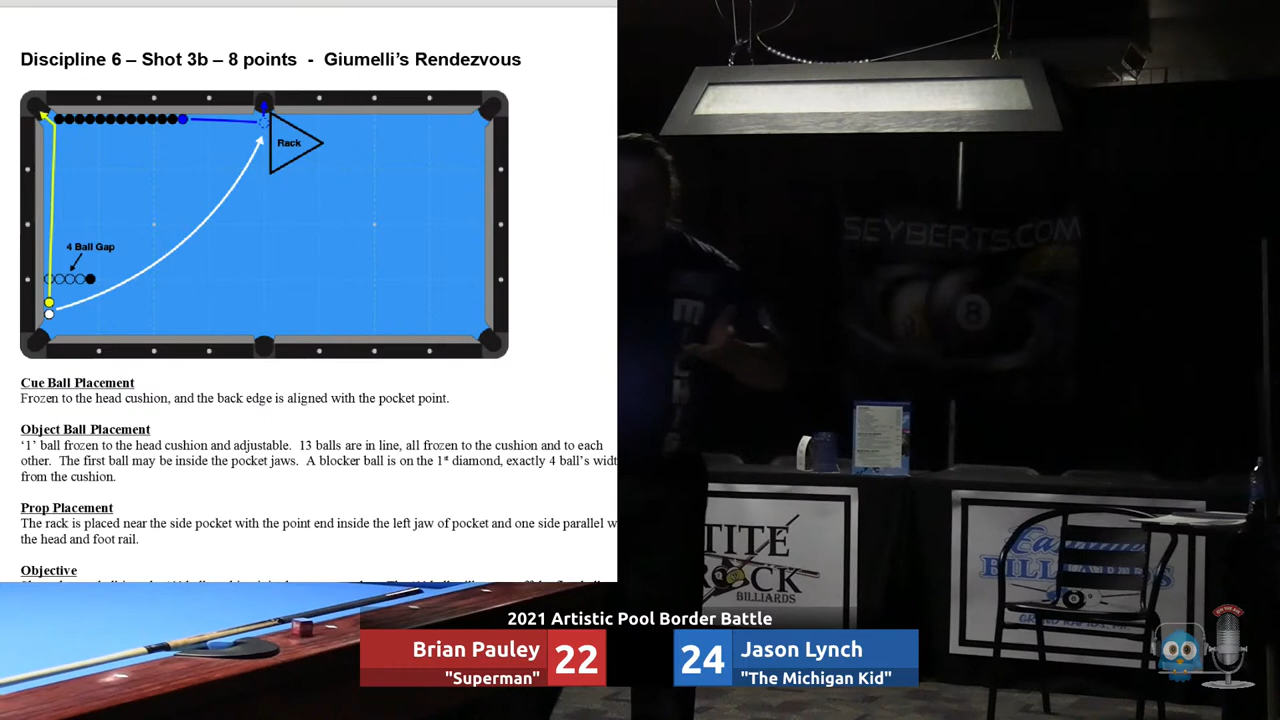 Discipline 6 – Shot 3b – 8 points - Giumelli's Rendezvous
Rack
4 Ball Gap
Cue Ball Placement
Frozen to the head cushion, and the back edge is aligned with the pocket point.
Object Ball Placement
'1' ball frozen to the head cushion and adjustable. 13 balls are in line, all frozen to the cushion and to each
other. The first ball may be inside the pocket jaws. A blocker ball is on the 1st diamond, exactly 4 ball's widt
from the cushion.
Prop Placement
The rack is placed near the side pocket with the point end inside the left jaw of pocket and one side parallel w
the head and foot rail.
Objective
SEYBERTS.COM
8
TITE
ROCK
BILLIARDS
BILLIARDS
2021 Artistic Pool Border Battle
Brian Pauley 22 24 Jason Lynch
"Superman" "The Michigan Kid"